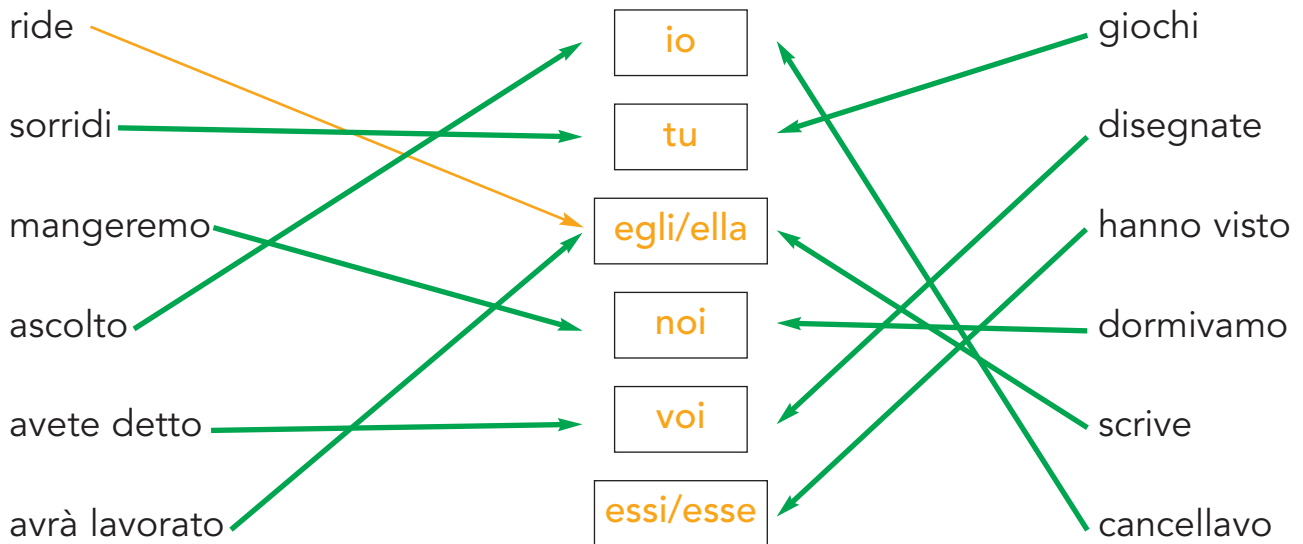 ride
sorridi
mangeremo
ascolto
avete detto
avrà lavorato
io
tu
egli/ella
noi
voi
essi/esse
giochi
disegnate
hanno visto
dormivamo
scrive
cancellavo